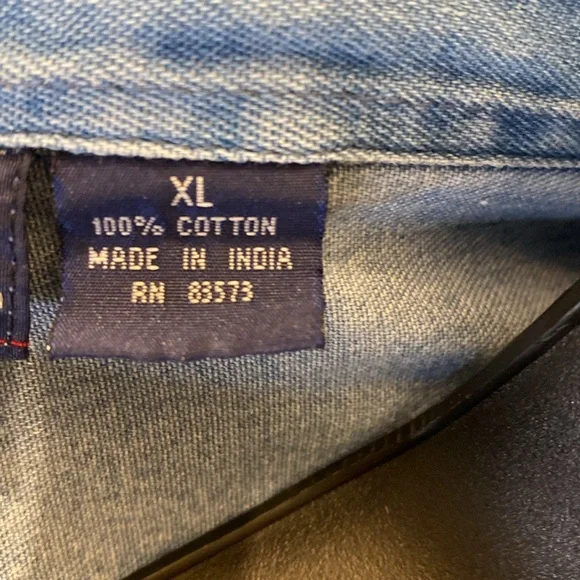 XL
100% COTTON
MADE IN INDIA
RN 83573